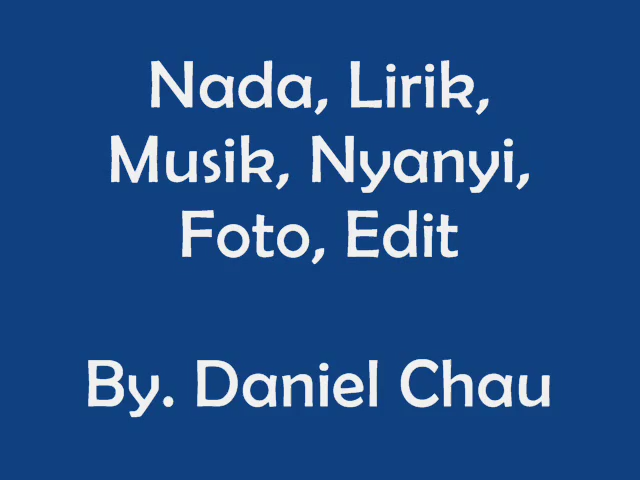 Nada, Lirik,
Musik, Nyanyi,
Foto, Edit
By. Daniel Chau